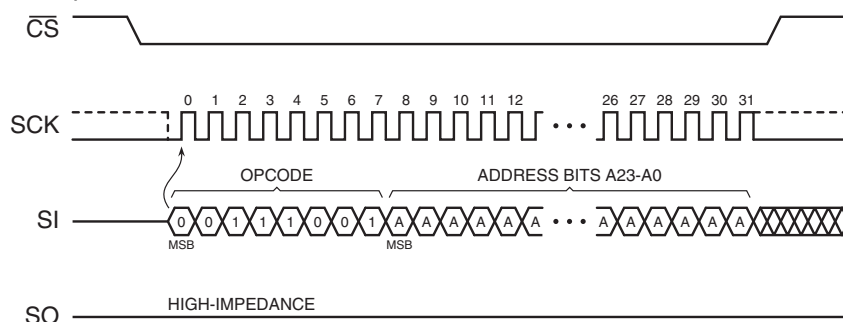 CS
0 1 2 3 4 5 6 7 8 9 10 11 12 26 27 28 29 30 31
SCK
OPCODE ADDRESS BITS A23-A0
SI 0 0 1 1 1 0 0 1 A A A A A A A A A A A A
MSB MSB
HIGH-IMPEDANCE
SO